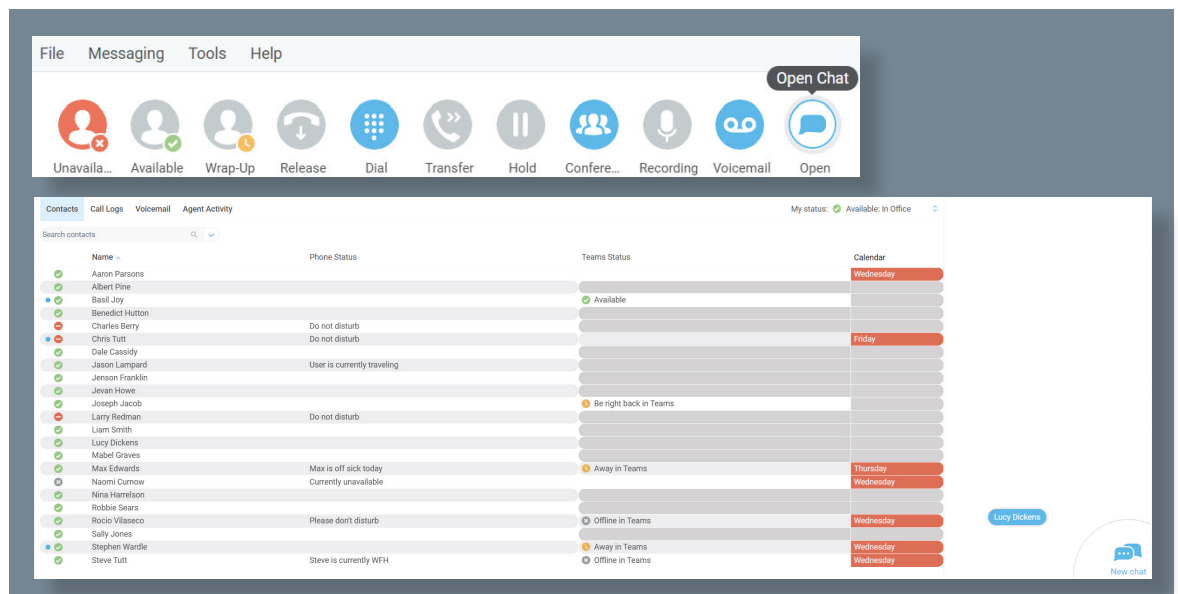 File Messaging Tools Help
Open Chat
Unavaila... Available Wrap-Up Release Dial Transfer Hold Confere... Recording Voicemail Open
Contacts Call Logs Voicemail Agent Activity My status: Available: In Office
Search contacts
Name Phone Status Teams Status Calendar
Aaron Parsons Wednesday
Albert Pine
Basil Joy Available
Benedict Hutton
Charles Berry Do not disturb
Chris Tutt Do not disturb Friday
Dale Cassidy
Jason Lampard User is currently traveling
Jenson Franklin
Jevan Howe
Joseph Jacob Be right back in Teams
Larry Redman Do not disturb
Liam Smith
Lucy Dickens
Mabel Graves
Max Edwards Max is off sick today Away in Teams Thursday
Naomi Curnow Currently unavailable Wednesday
Nina Harrelson
Robbie Sears
Rocio Vilaseco Please don't disturb Offline in Teams Wednesday
Sally Jones
Stephen Wardle Away in Teams Wednesday
Steve Tutt Steve is currently WFH Offline in Teams Wednesday
Lucy Dickens
New chat